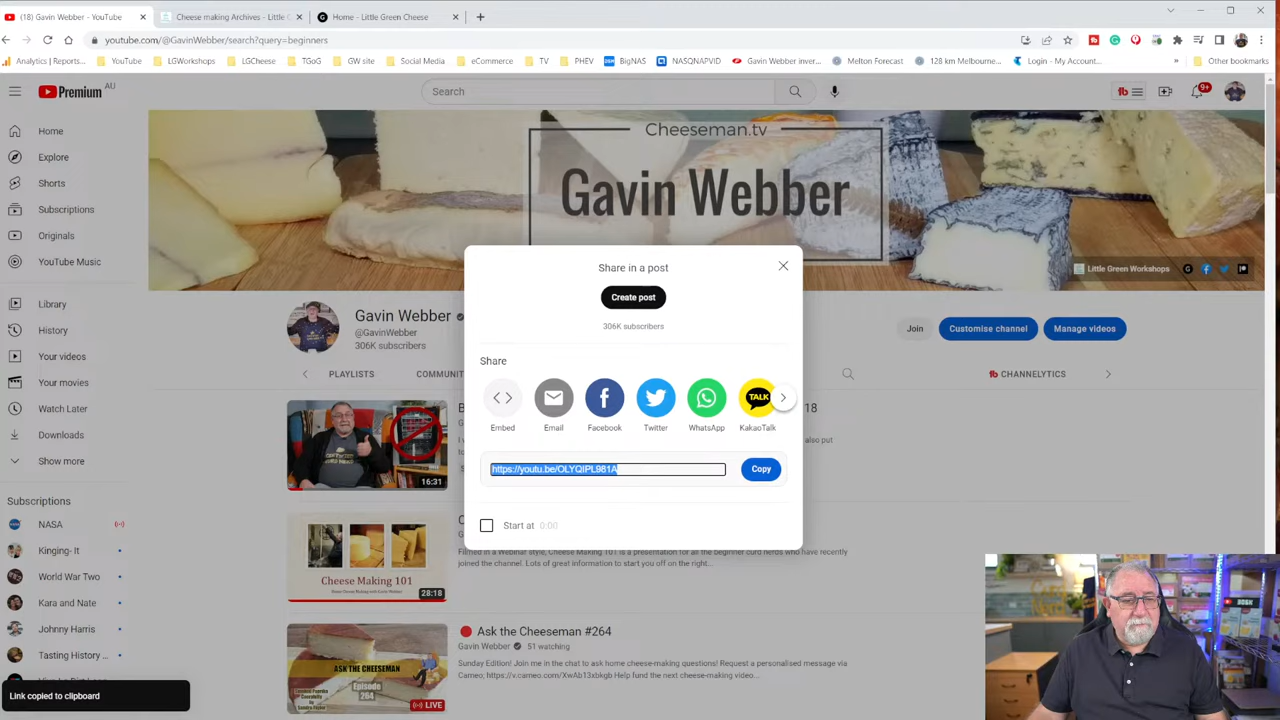 (18) Gavin Webber - YouTube
Cheese making Archives - Little G
Home - Little Green Cheese
youtube.com/@GavinWebber/search?query=beginners
Analytics | Reports...
YouTube
LGWorkshops
LGCheese
TGoG
GW site
Social Media
eCommerce
TV
PHEV
BigNAS
NASQNAPVID
Gavin Webber inver...
Melton Forecast
128 km Melbourne...
Login - My Account...
»
Other bookmarks
Premium AU
Search
9+
Home
Explore
Shorts
Subscriptions
Originals
YouTube Music
Library
History
Your videos
Your movies
Watch Later
Downloads
Show more
Subscriptions
NASA
Kinging- It
World War Two
Kara and Nate
Johnny Harris
Tasting History ...
Link copied to clipboard
Cheeseman.tv
Gavin Webber
Little Green Workshops
Gavin Webber
@GavinWebber
306K subscribers
Join
Customise channel
Manage videos
PLAYLISTS
COMMUN
CHANNELYTICS
Share in a post
Create post
306K subscribers
Share
Embed
Email
Facebook
Twitter
WhatsApp
TALK
KakaoTalk
https://youtu.be/OLYQIPL981A
Copy
Start at 0:00
16:31
18
also put
Cheese Making 101
28:18
Filmed in a Webinar style, Cheese Making 101 is a presentation for all the beginner curd nerds who have recently
joined the channel. Lots of great information to start you off on the right...
ASK THE CHEESEMAN
Episode
264
LIVE
Ask the Cheeseman #264
Gavin Webber
51 watching
Sunday Edition! Join me in the chat to ask home cheese-making questions! Request a personalised message via
Cameo; https://v.cameo.com/XwAb13xbkgb Help fund the next cheese-making video...